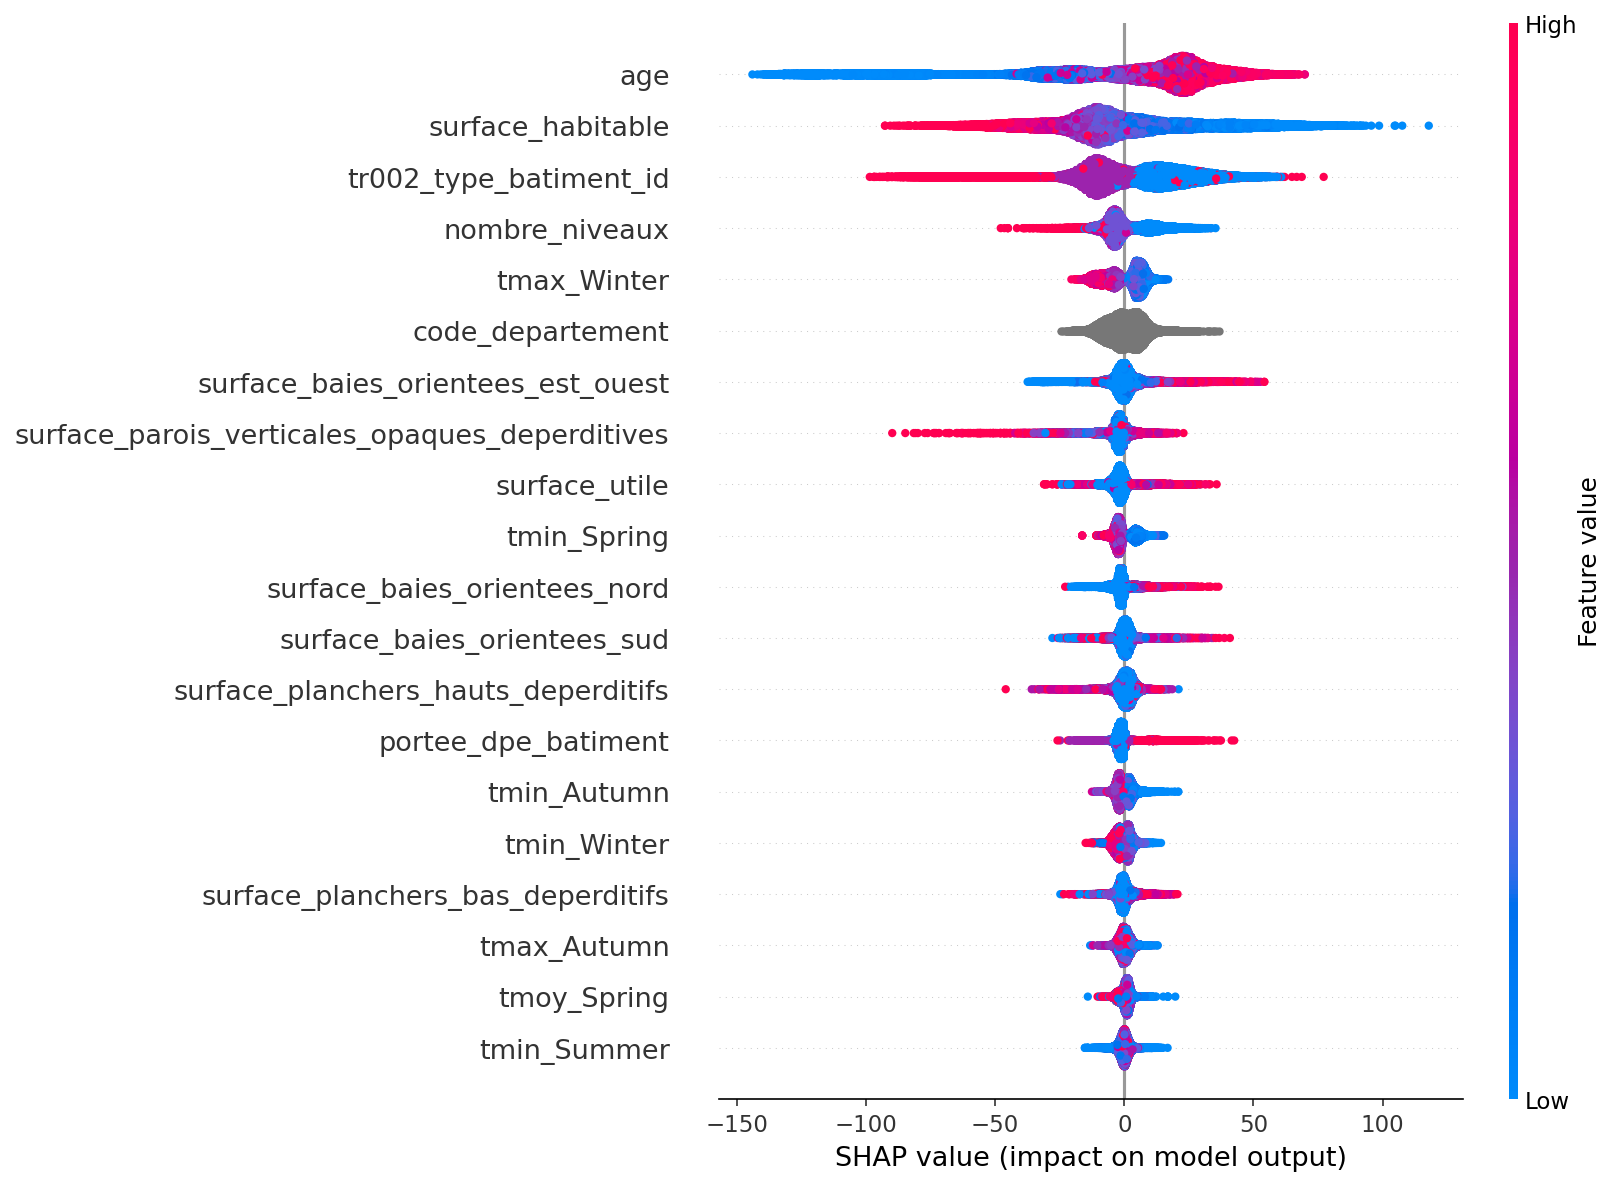 High
age
surface_habitable
tr002_type_batiment_id
nombre_niveaux
tmax_Winter
code_departement
surface_baies_orientees_est_ouest
surface_parois_verticales_opaques_deperditives
surface_utile
tmin_Spring
surface_baies_orientees_nord
surface_baies_orientees_sud
surface_planchers_hauts_deperditifs
portee_dpe_batiment
tmin_Autumn
tmin_Winter
surface_planchers_bas_deperditifs
tmax_Autumn
tmoy_Spring
tmin_Summer
Feature value
Low
−150 −100 −50 0 50 100
SHAP value (impact on model output)